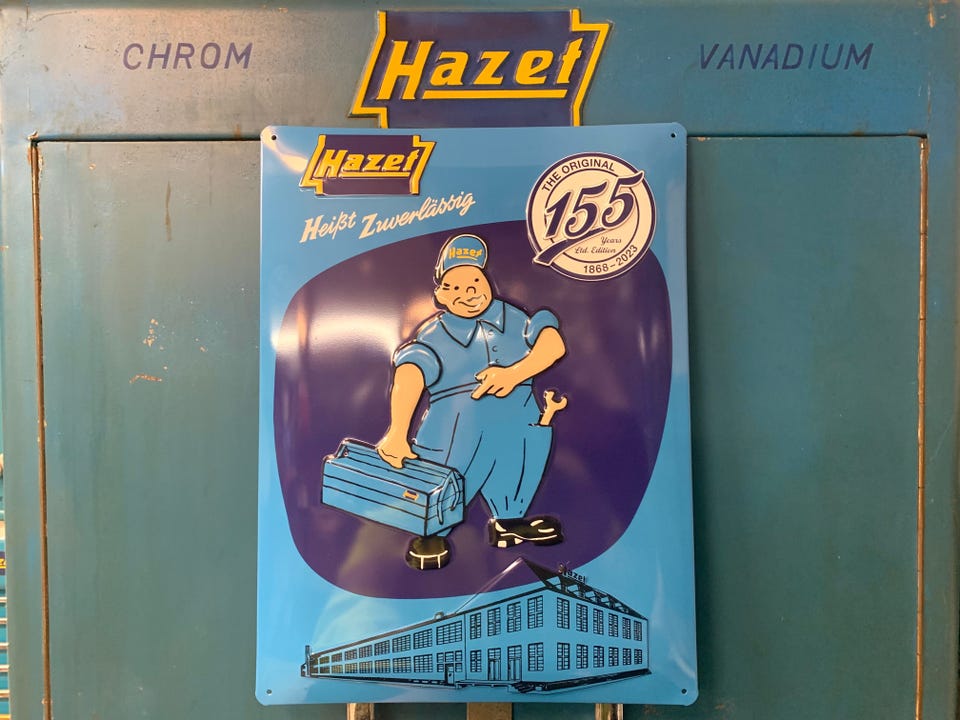 CHROM
Hazet
VANADIUM
Hazet
Heißt Zuverlässig
THE ORIGINAL
155
Years
Ltd. Edition
1868-2023
Hazet
Hazet